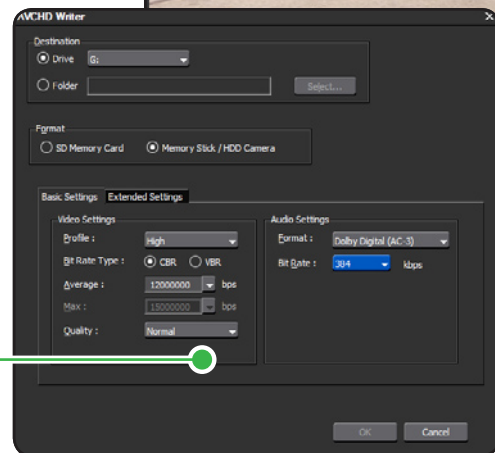 AVCHD Writer X
Destination
Drive G:
Folder Select...
Format
SD Memory Card Memory Stick / HDD Camera
Basic Settings Extended Settings
Video Settings
Profile : High
Bit Rate Type : CBR VBR
Average : 12000000 bps
Max : 15000000 bps
Quality : Normal
Audio Settings
Format : Dolby Digital (AC-3)
Bit Rate : 384 kbps
OK Cancel